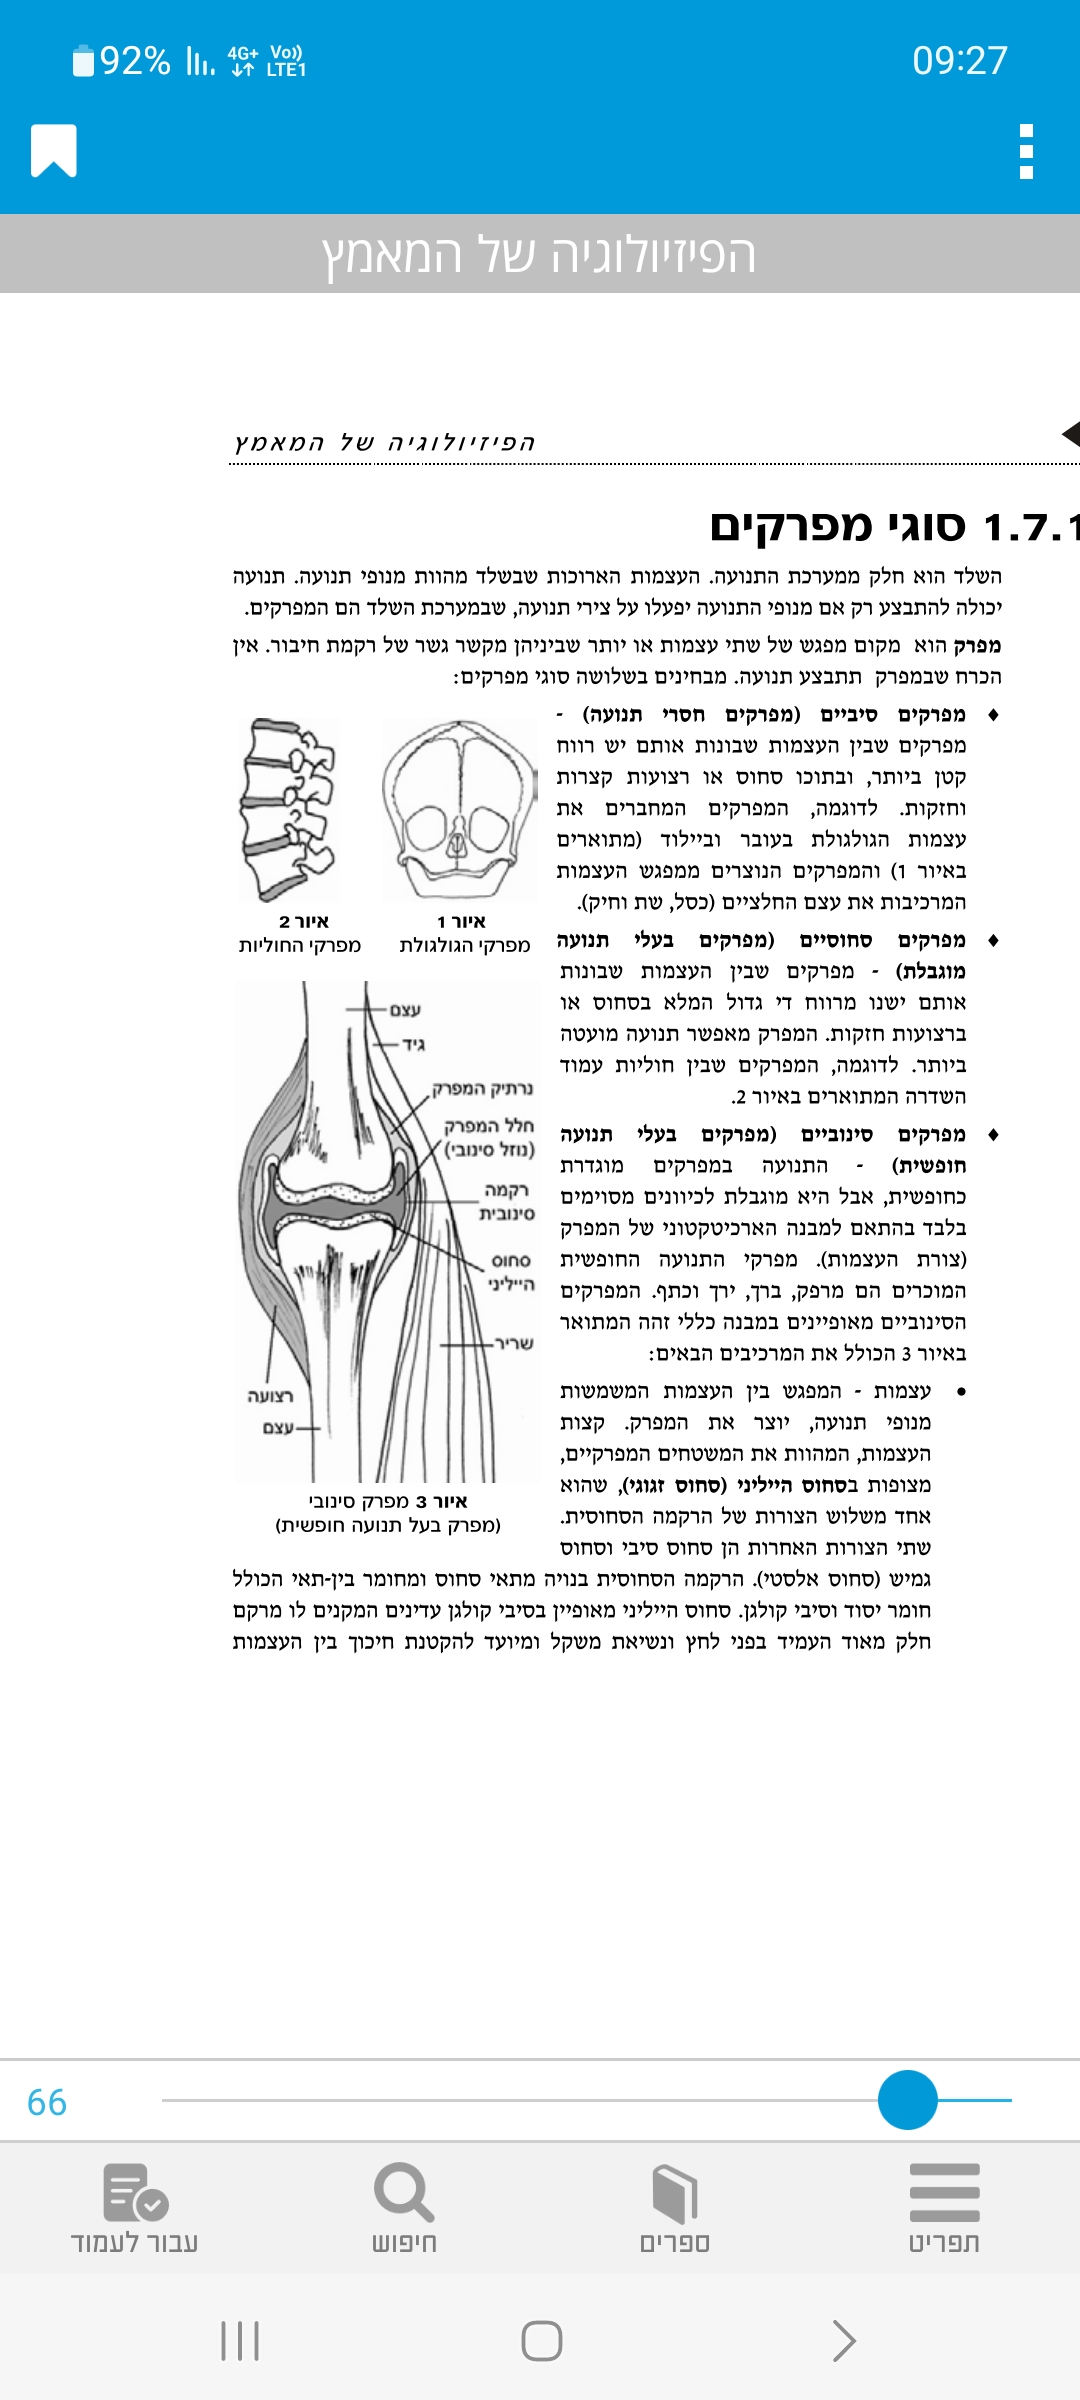 92% 4G+ Vo)) LTE1 09:27
הפיזיולוגיה של המאמץ
הפיזיולוגיה של המאמץ
1.7.1 סוגי מפרקים
השלד הוא חלק ממערכת התנועה. העצמות הארוכות שבשלד מהוות מנופי תנועה. תנועה
יכולה להתבצע רק אם מנופי התנועה יפעלו על צירי תנועה, שבמערכת השלד הם המפרקים.
מפרק הוא מקום מפגש של שתי עצמות או יותר שביניהן מקשר גשר של רקמת חיבור. אין
הכרח שבמפרק תתבצע תנועה. מבחינים בשלושה סוגי מפרקים:
♦ מפרקים סיביים (מפרקים חסרי תנועה) -
מפרקים שבין העצמות שבונות אותם יש רווח
קטן ביותר, ובתוכו סחוס או רצועות קצרות
וחזקות. לדוגמה, המפרקים המחברים את
עצמות הגולגולת בעובר וביילוד (מתוארים
באיור 1) והמפרקים הנוצרים ממפגש העצמות
המרכיבות את עצם החלציים (כסל, שת וחיק).
♦ מפרקים סחוסיים (מפרקים בעלי תנועה
מוגבלת) - מפרקים שבין העצמות שבונות
אותם ישנו מרווח די גדול המלא בסחוס או
ברצועות חזקות. המפרק מאפשר תנועה מועטה
ביותר. לדוגמה, המפרקים שבין חוליות עמוד
השדרה המתוארים באיור 2.
♦ מפרקים סינוביים (מפרקים בעלי תנועה
חופשית) - התנועה במפרקים מוגדרת
כחופשית, אבל היא מוגבלת לכיוונים מסוימים
בלבד בהתאם למבנה הארכיטקטוני של המפרק
(צורת העצמות). מפרקי התנועה החופשית
המוכרים הם מרפק, ברך, ירך וכתף. המפרקים
הסינוביים מאופיינים במבנה כללי זהה המתואר
באיור 3 הכולל את המרכיבים הבאים:
• עצמות - המפגש בין העצמות המשמשות
מנופי תנועה, יוצר את המפרק. קצות
העצמות, המהוות את המשטחים המפרקיים,
מצופות בסחוס הייליני (סחוס זגוגי), שהוא
אחד משלוש הצורות של הרקמה הסחוסית.
שתי הצורות האחרות הן סחוס סיבי וסחוס
גמיש (סחוס אלסטי). הרקמה הסחוסית בנויה מתאי סחוס ומחומר בין-תאי הכולל
חומר יסוד וסיבי קולגן. סחוס הייליני מאופיין בסיבי קולגן עדינים המקנים לו מרקם
חלק מאוד העמיד בפני לחץ ונשיאת משקל ומיועד להקטנת חיכוך בין העצמות
איור 1
מפרקי הגולגולת
איור 2
מפרקי החוליות
עצם
גיד
נרתיק המפרק
חלל המפרק
(נוזל סינובי)
רקמה
סינובית
סחוס
הייליני
שריר
רצועה
עצם
איור 3 מפרק סינובי
(מפרק בעל תנועה חופשית)
66
תפריט
ספרים
חיפוש
עבור לעמוד